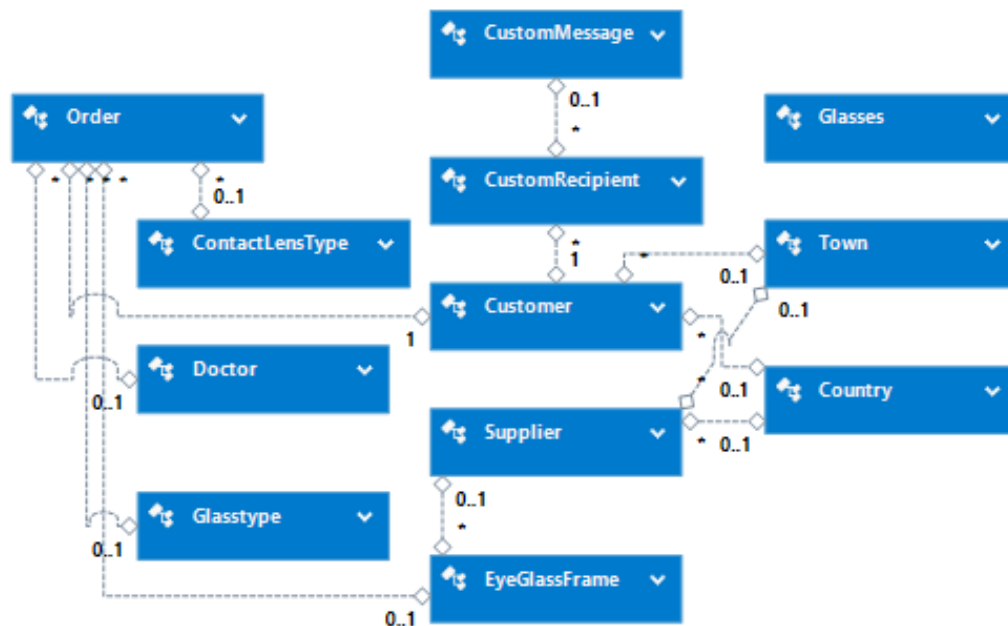 CustomMessage
0..1
*
Order
Glasses
* * * * *
0..1
CustomRecipient
ContactLensType
*
1
*
0..1
Town
Customer
1
*
0..1
0..1
Doctor
0..1
*
Country
Supplier
* 0..1
0..1
*
Glasstype
0..1
EyeGlassFrame
0..1